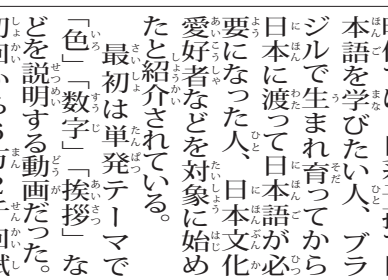 本語を学びたい人、ブラ
ジルで生まれ育ってから
日本に渡って日本語が必
要になった人、日本文化
愛好者などを対象に始め
たと紹介されている。
最初は単発テーマで
「色」「数字」「挨拶」な
どを説明する動画だった。